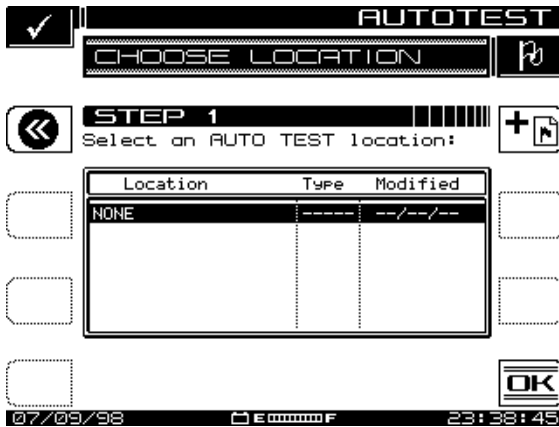 AUTOTEST
CHOOSE LOCATION
STEP 1
Select an AUTO TEST location:
Location Type Modified
NONE ----- --/--/--
OK
07/09/98 E F 23:38:45